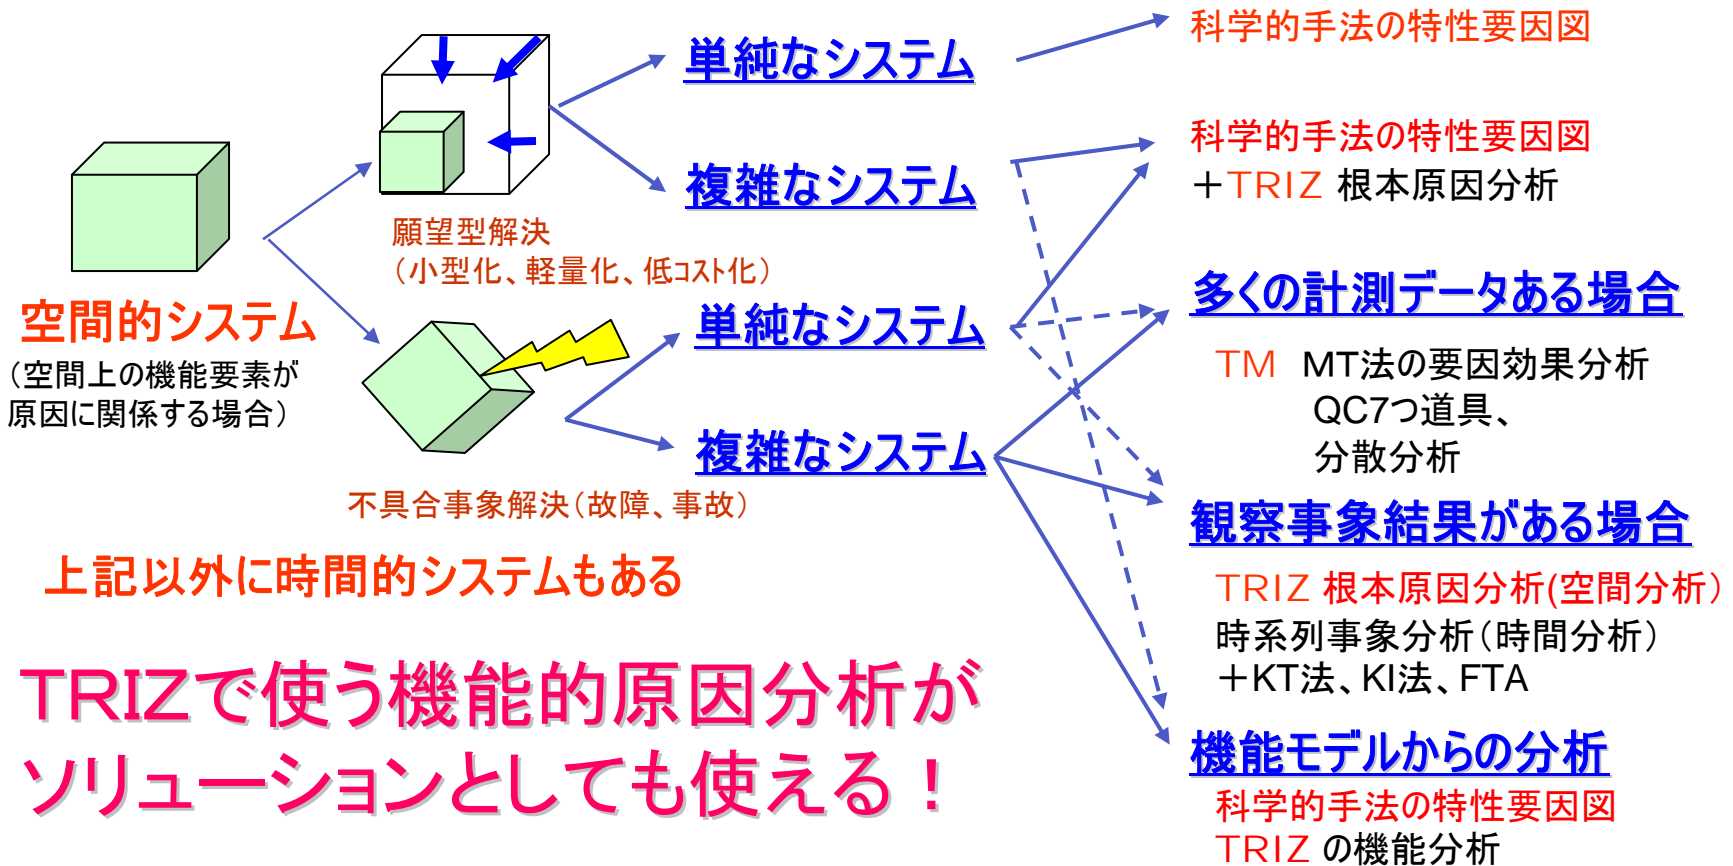 空間的システム
（空間上の機能要素が
原因に関係する場合）
願望型解決
（小型化、軽量化、低ｺｽﾄ化）
不具合事象解決（故障、事故）
上記以外に時間的システムもある
TRIZで使う機能的原因分析が
ソリューションとしても使える！
単純なシステム
複雑なシステム
単純なシステム
複雑なシステム
科学的手法の特性要因図
科学的手法の特性要因図
＋TRIZ 根本原因分析
多くの計測データある場合
TM MT法の要因効果分析
QC7つ道具、
分散分析
観察事象結果がある場合
TRIZ 根本原因分析(空間分析）
時系列事象分析（時間分析）
＋KT法、KI法、FTA
機能モデルからの分析
科学的手法の特性要因図
TRIZ の機能分析